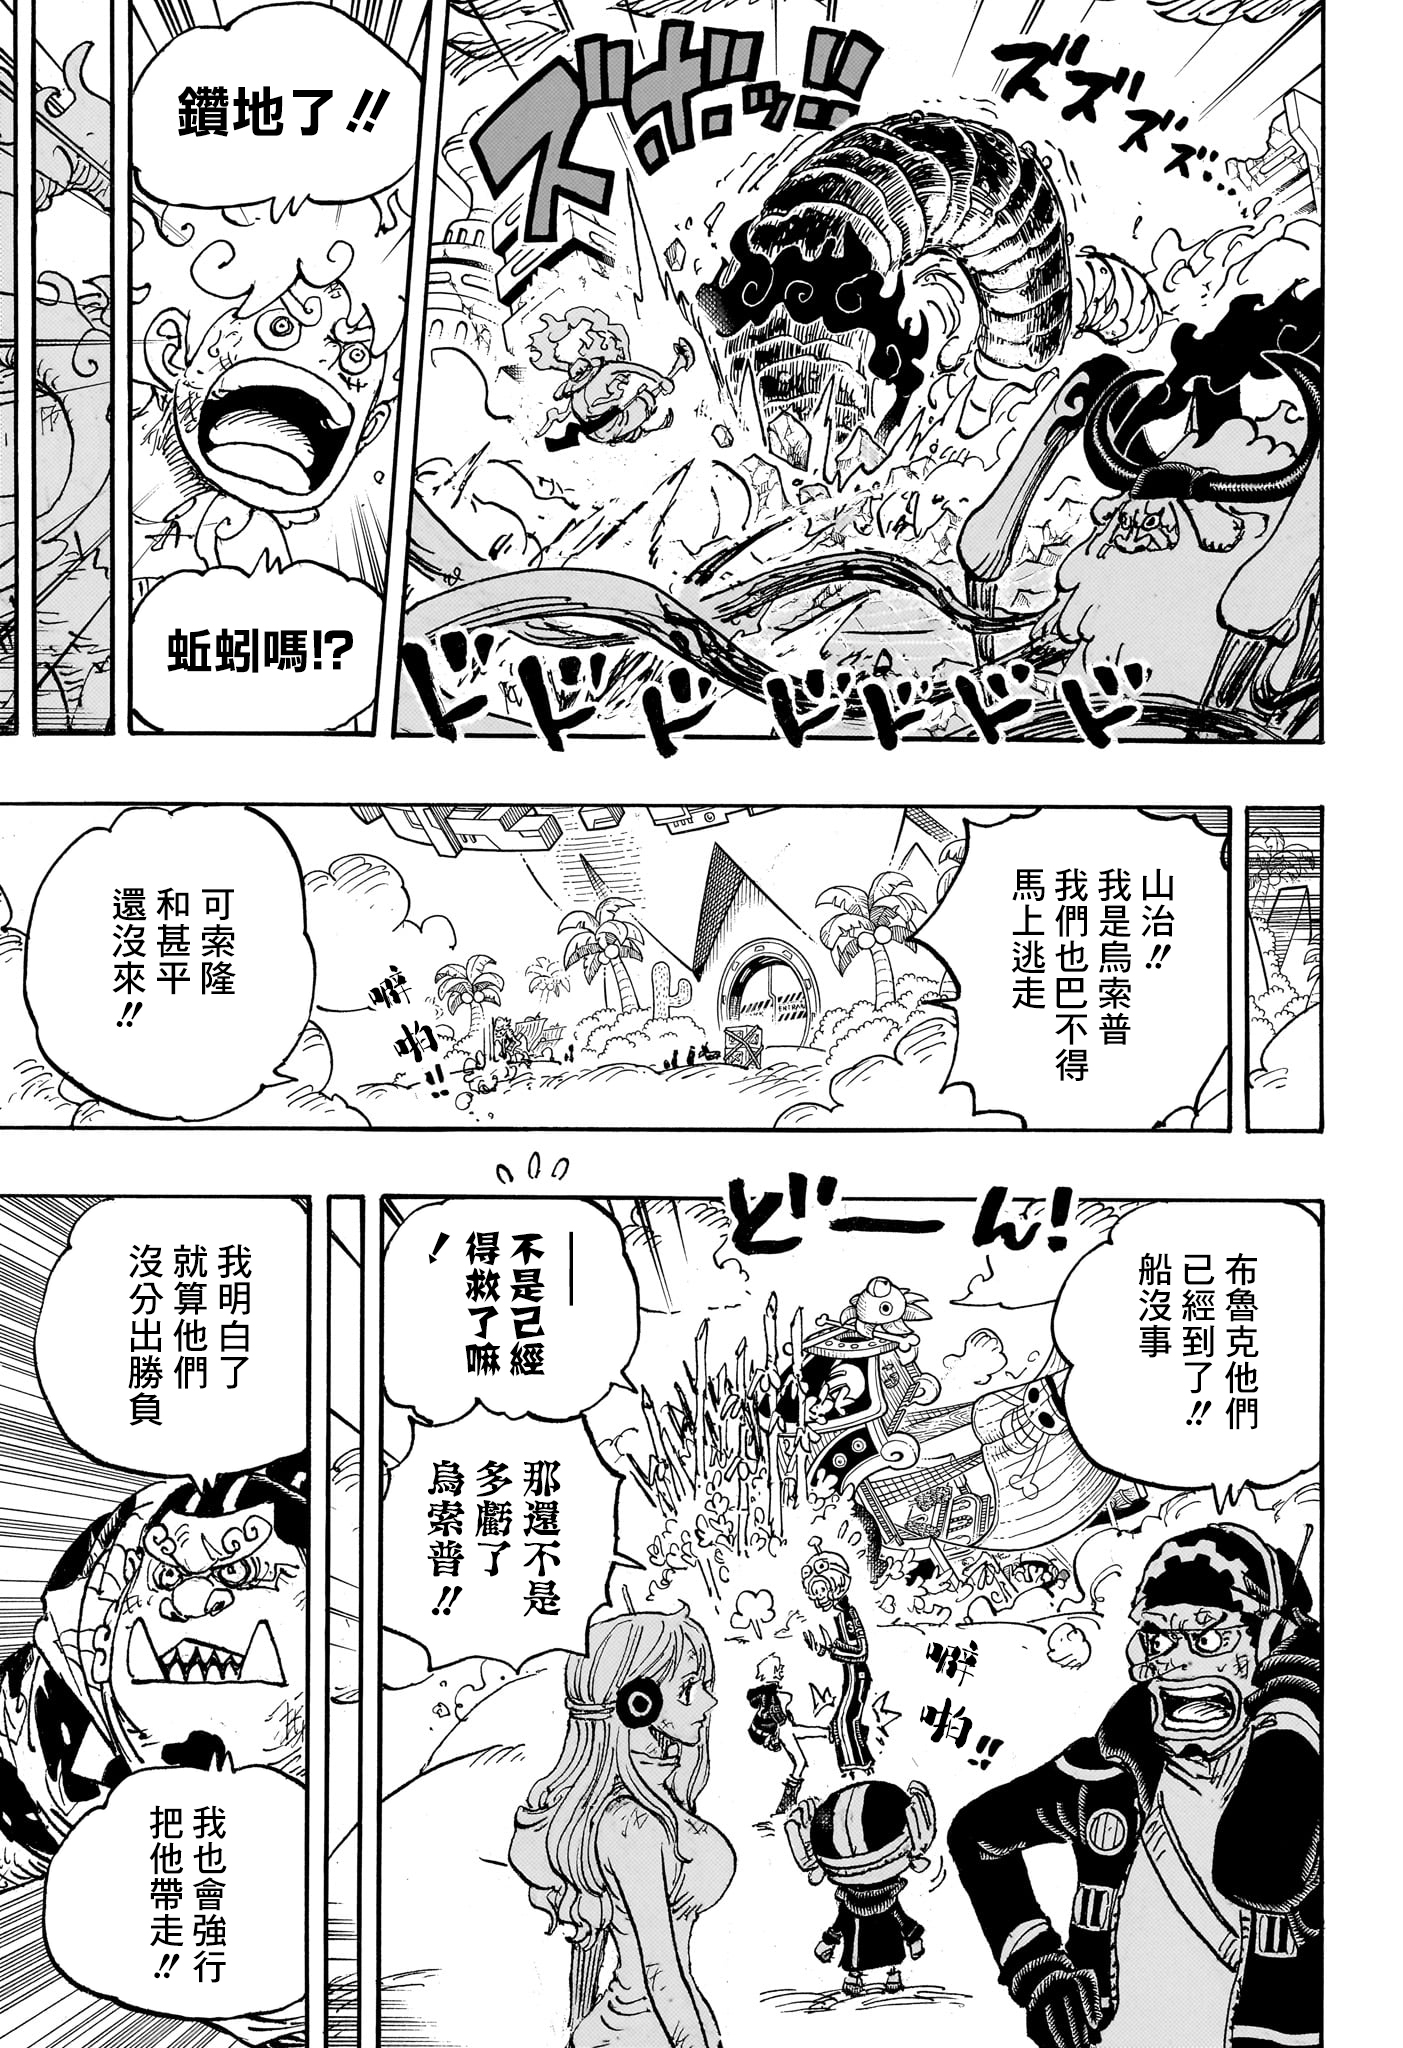 ズズズズ…
ズボボッ!!
鑽地了!!
蚯蚓嗎!?
ドドドドドドドド
山治!!
我是烏索普
我們也巴不得
馬上逃走
ENTRAN
噼
啪!!
可索隆
和甚平
還沒來!!
布魯克他們
已經到了!!
船沒事
どーん!
噼
啪!!
不是已經
得救了嘛
——!
那還不是
多虧了
烏索普!!
我明白了
就算他們
沒分出勝負
我也會強行
把他帶走!!